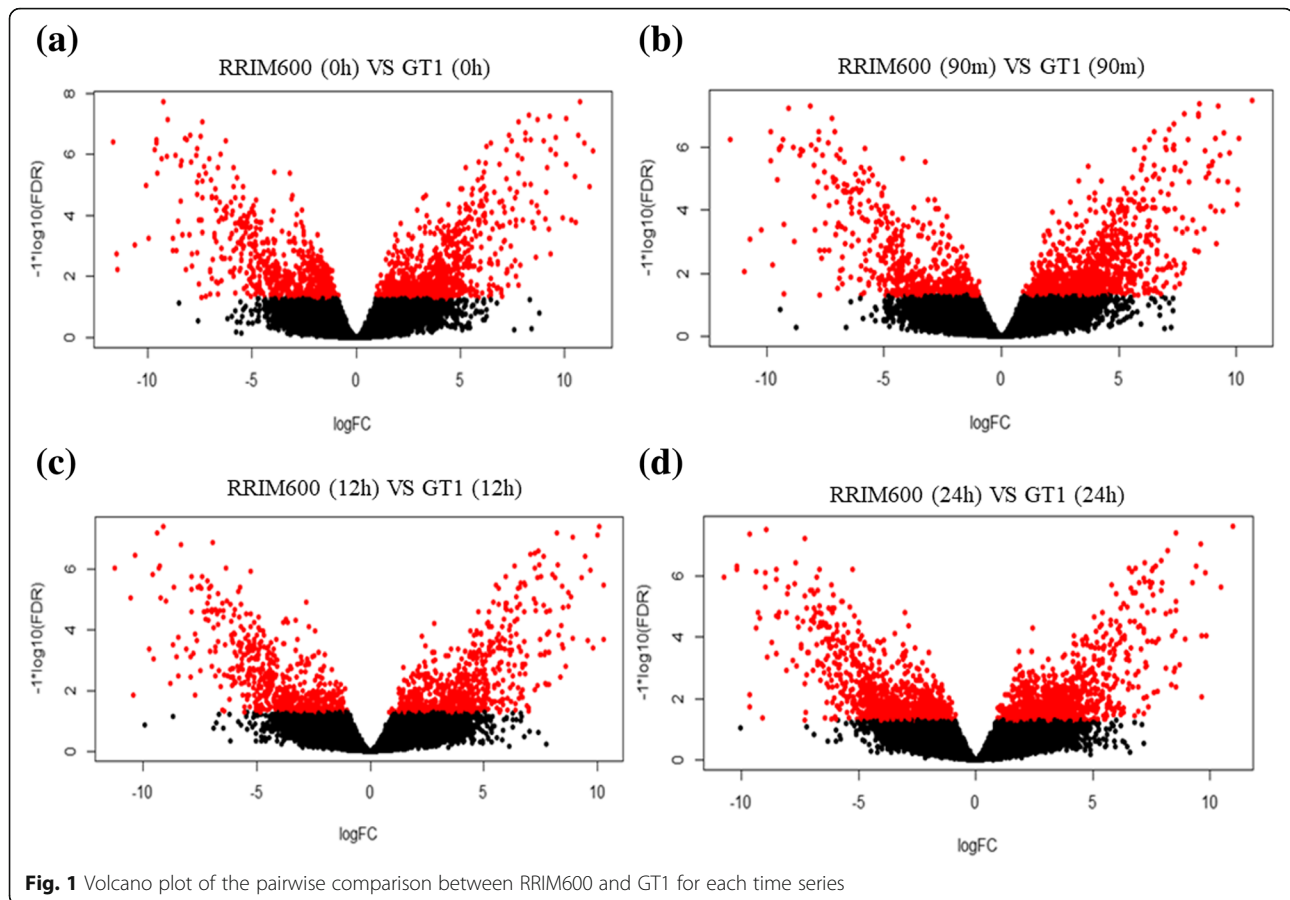 (a)
RRIM600 (0h) VS GT1 (0h)
-1*log10(FDR)
8
6
4
2
0
-10 -5 0 5 10
logFC
(b)
RRIM600 (90m) VS GT1 (90m)
-1*log10(FDR)
6
4
2
0
-10 -5 0 5 10
logFC
(c)
RRIM600 (12h) VS GT1 (12h)
-1*log10(FDR)
6
4
2
0
-10 -5 0 5 10
logFC
(d)
RRIM600 (24h) VS GT1 (24h)
-1*log10(FDR)
6
4
2
0
-10 -5 0 5 10
logFC
Fig. 1 Volcano plot of the pairwise comparison between RRIM600 and GT1 for each time series